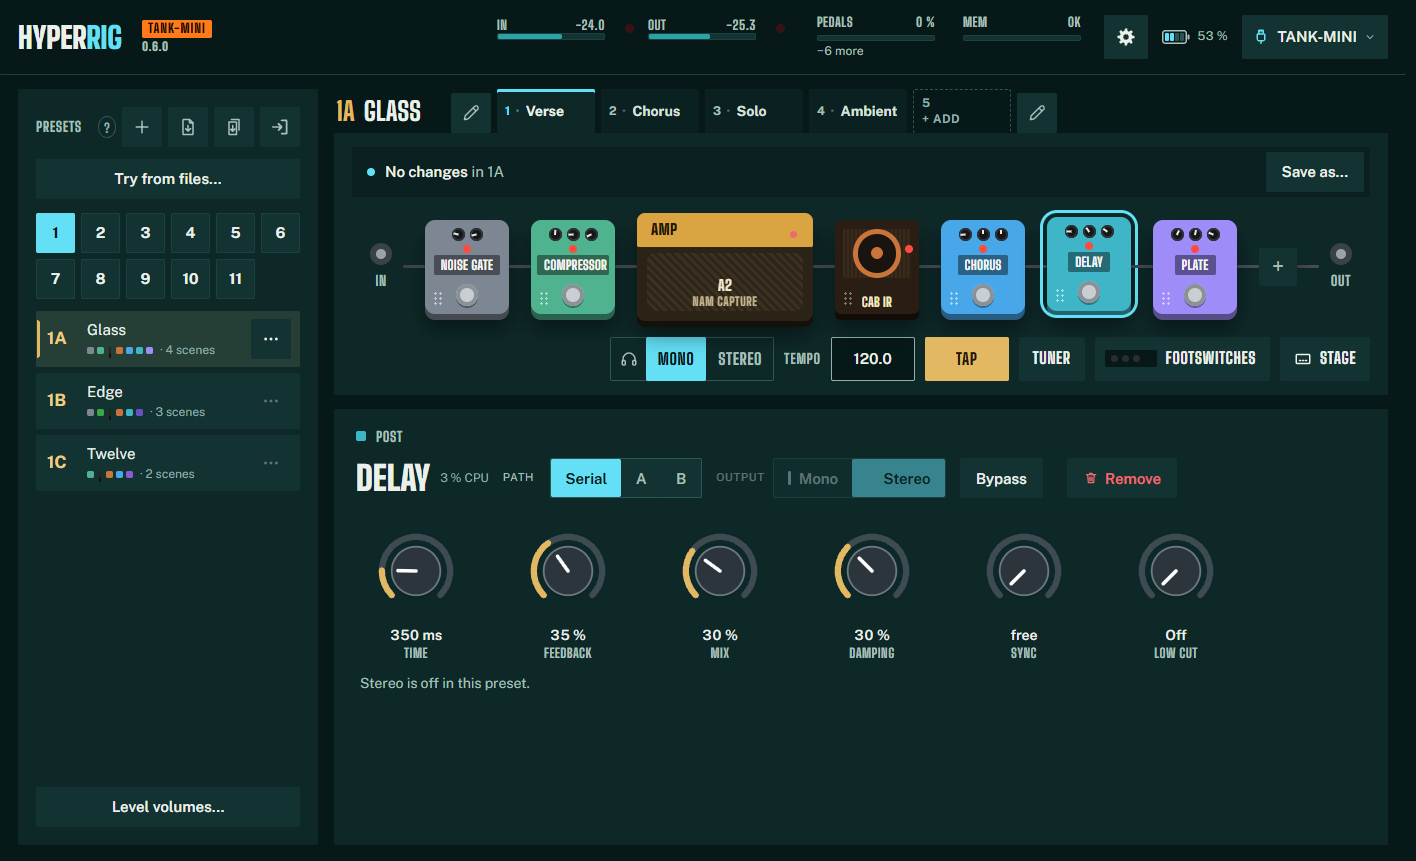 HYPERRIG
TANK-MINI
0.6.0
IN -24.0
OUT -25.3
PEDALS 0 %
~6 more
MEM OK
53 %
TANK-MINI
PRESETS
?
Try from files...
1 2 3 4 5 6
7 8 9 10 11
1A Glass
· 4 scenes
1B Edge
· 3 scenes
1C Twelve
· 2 scenes
Level volumes...
1A GLASS
1 · Verse
2 · Chorus
3 · Solo
4 · Ambient
5
+ ADD
No changes in 1A
Save as...
IN
NOISE GATE
COMPRESSOR
AMP
A2
NAM CAPTURE
CAB IR
CHORUS
DELAY
PLATE
+
OUT
MONO STEREO TEMPO 120.0 TAP TUNER FOOTSWITCHES STAGE
POST
DELAY 3 % CPU PATH Serial A B OUTPUT Mono Stereo Bypass Remove
350 ms
TIME
35 %
FEEDBACK
30 %
MIX
30 %
DAMPING
free
SYNC
Off
LOW CUT
Stereo is off in this preset.